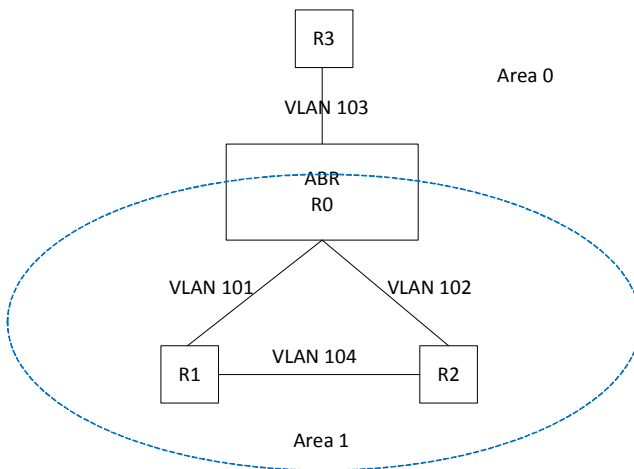 R3
Area 0
VLAN 103
ABR
R0
VLAN 101
VLAN 102
VLAN 104
R1
R2
Area 1